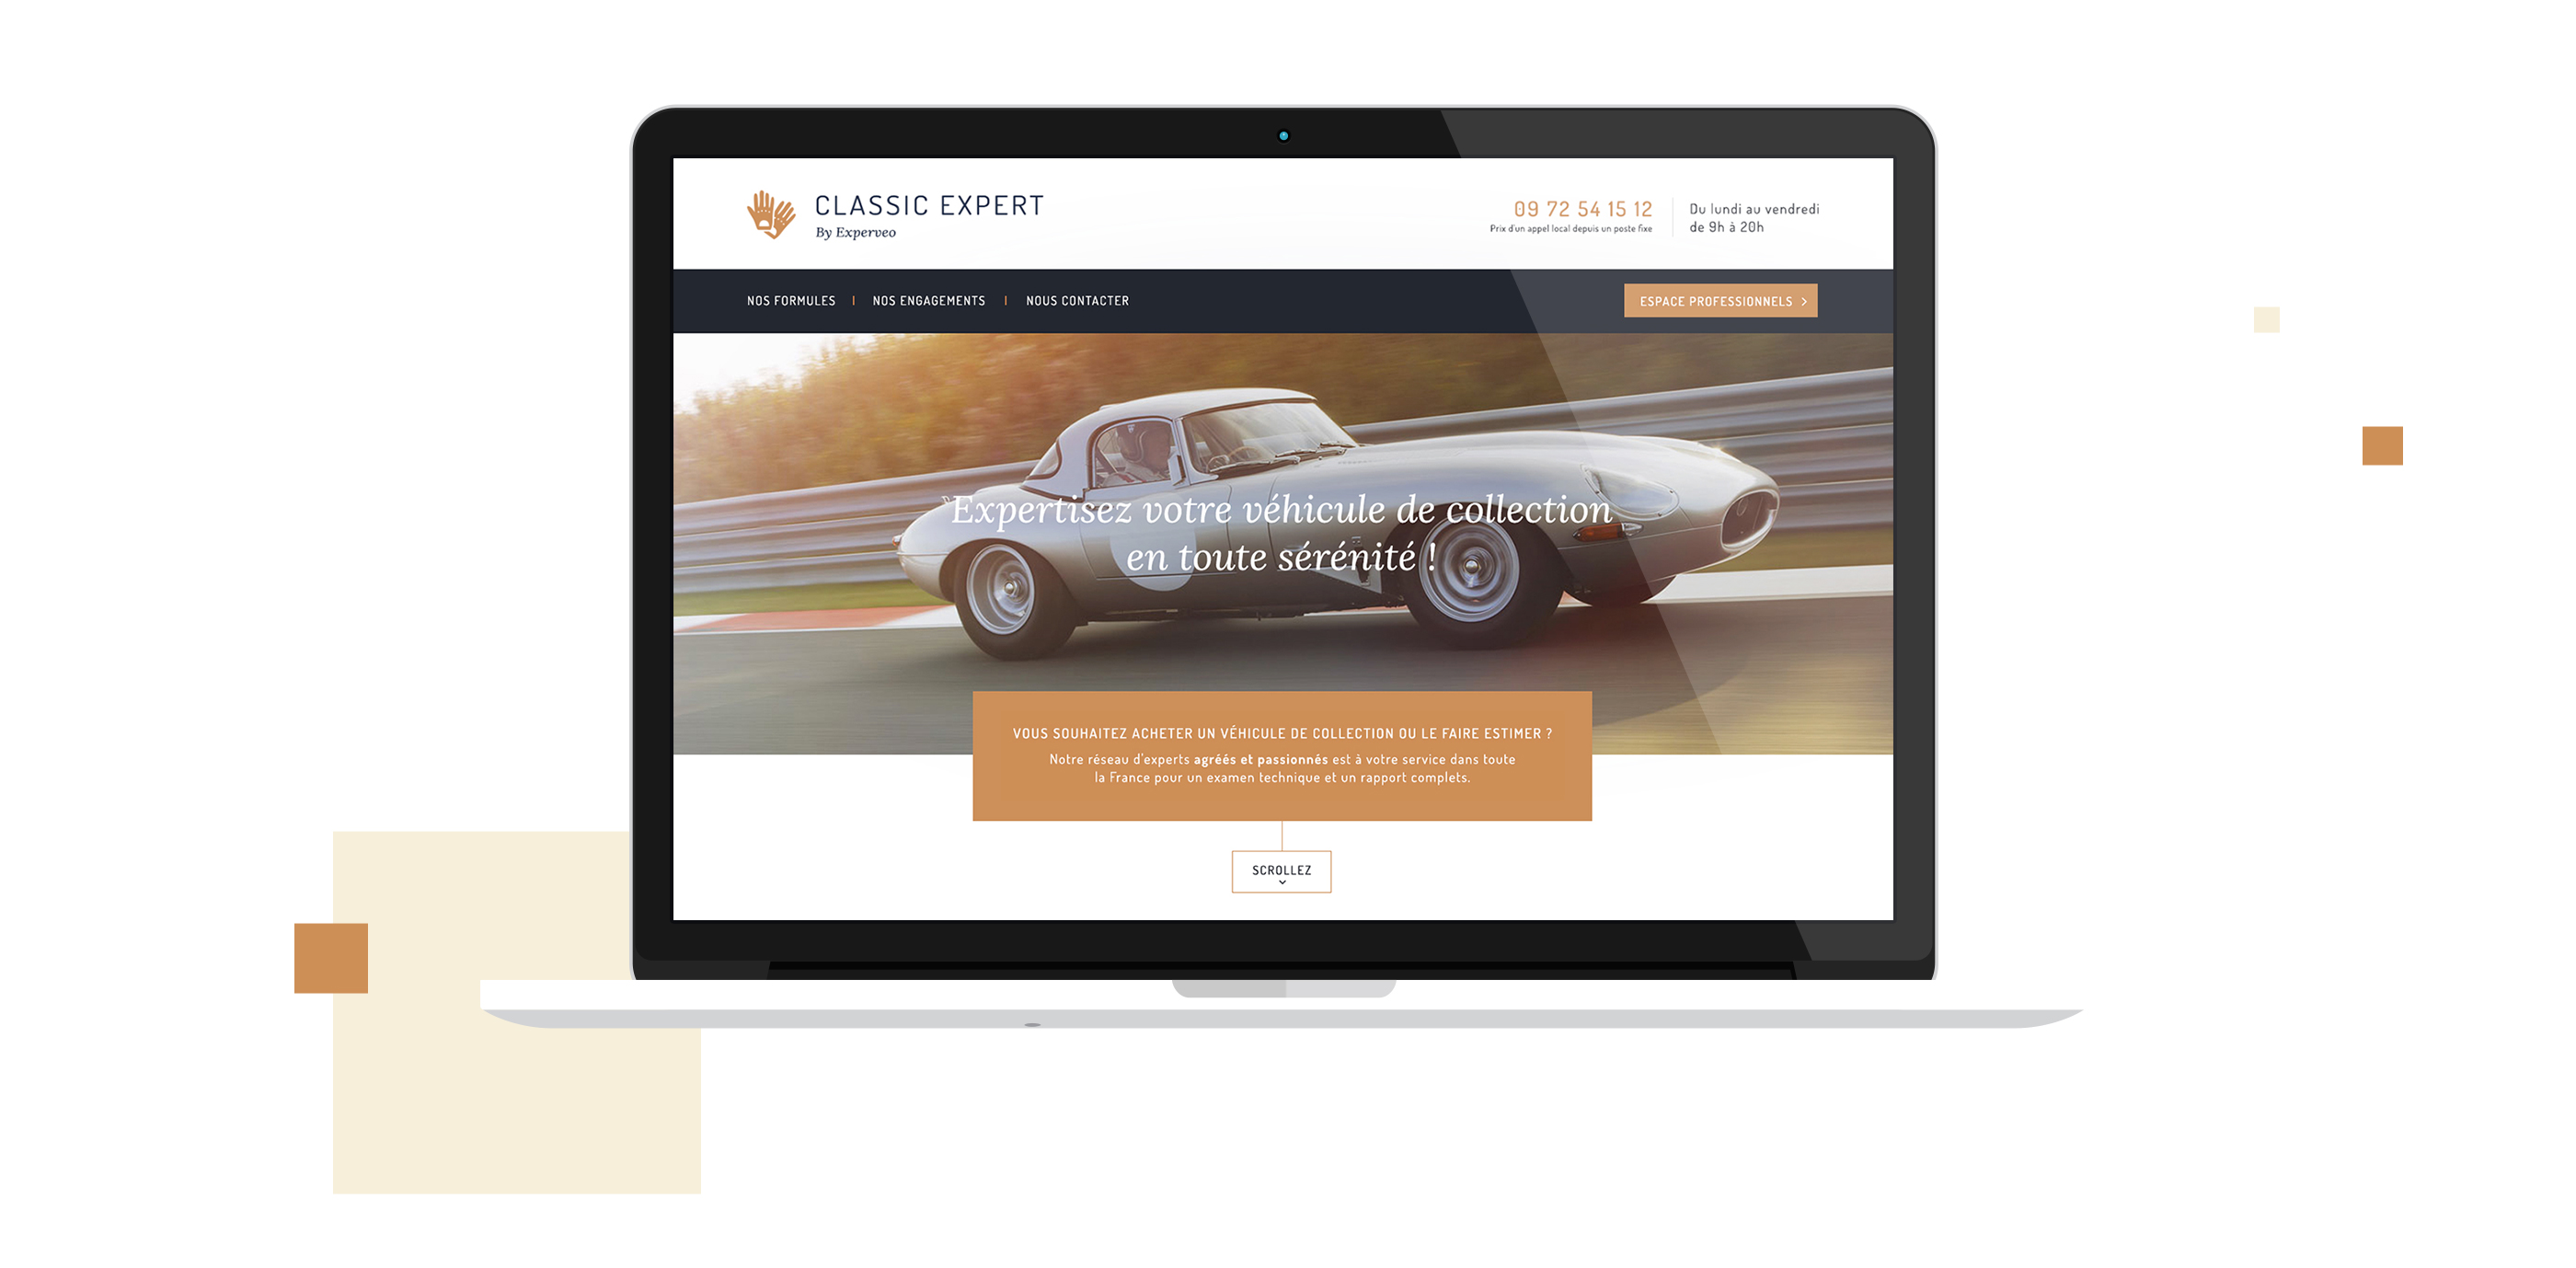 CLASSIC EXPERT
By Experveo
09 72 54 15 12
Prix d'un appel local depuis un poste fixe
Du lundi au vendredi
de 9h à 20h
NOS FORMULES
NOS ENGAGEMENTS
NOUS CONTACTER
ESPACE PROFESSIONNELS
Expertisez votre véhicule de collection
en toute sérénité !
VOUS SOUHAITEZ ACHETER UN VÉHICULE DE COLLECTION OU LE FAIRE ESTIMER ?
Notre réseau d'experts agréés et passionnés est à votre service dans toute
la France pour un examen technique et un rapport complets.
SCROLLEZ